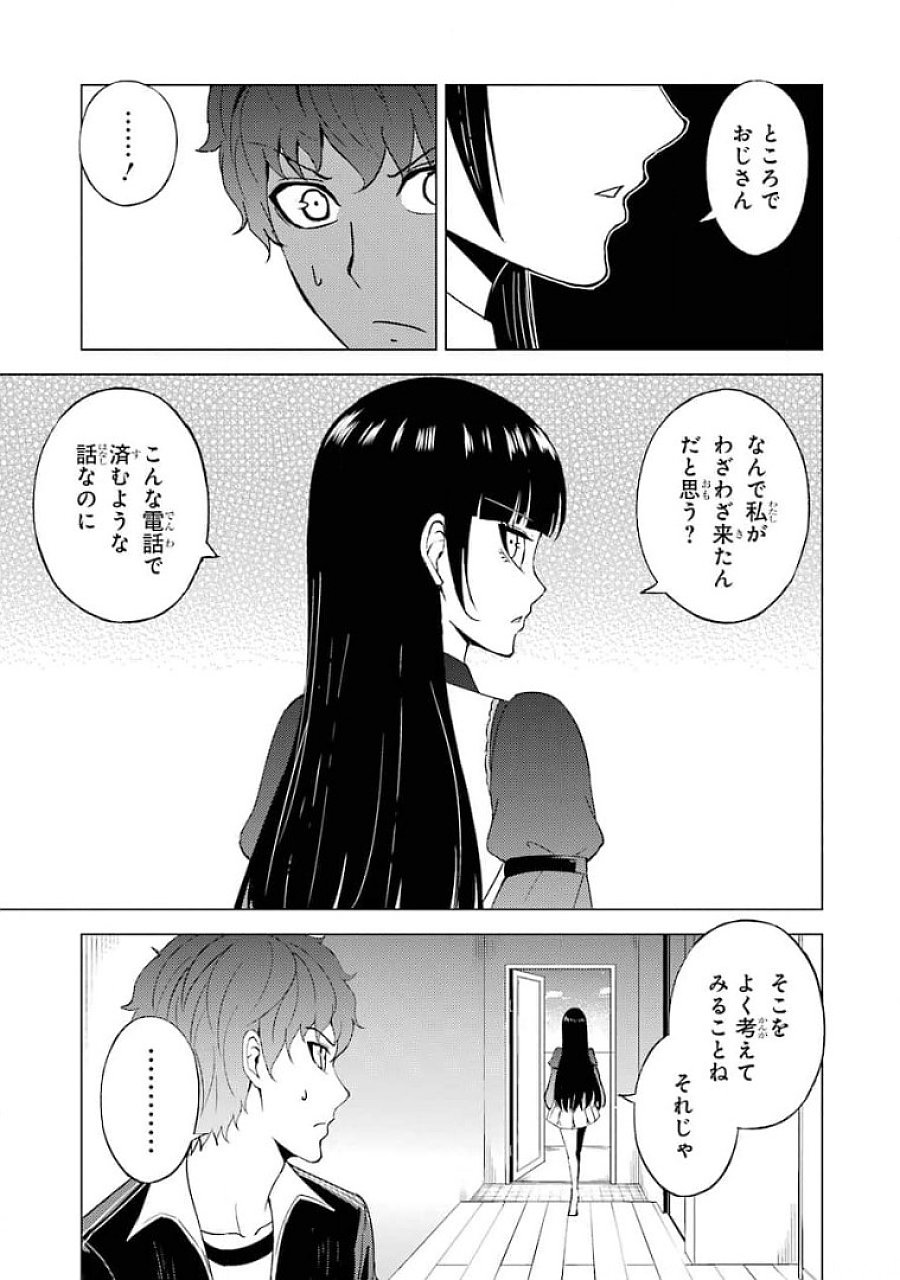 ところで
おじさん
……！
なんで私が
わざわざ来たん
だと思う？
こんな電話で
済むような
話なのに
そこを
よく考えて
みることね
それじゃ
………